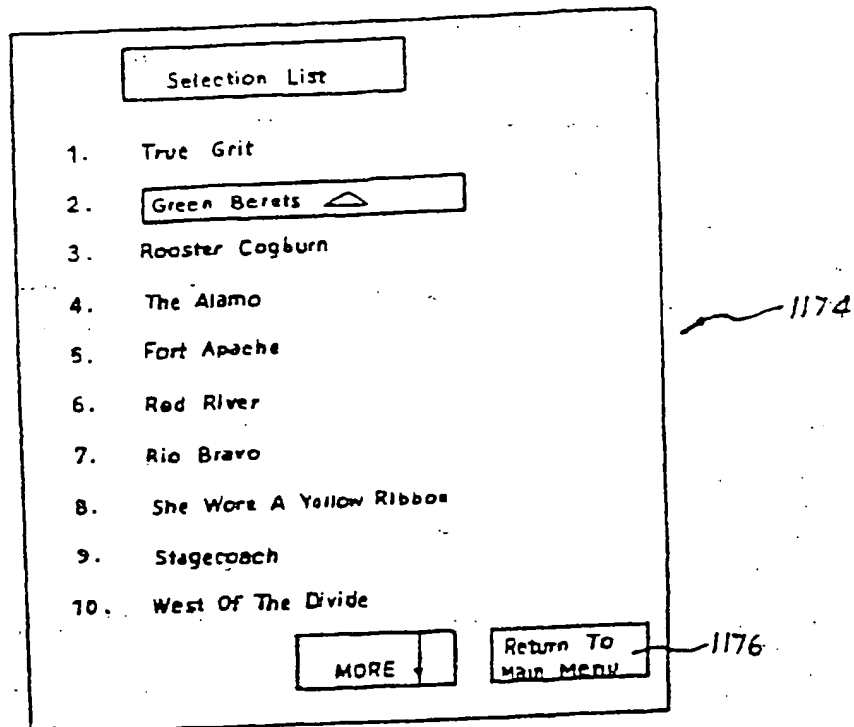 Selection List
1. True Grit
2. Green Berets
3. Rooster Cogburn
4. The Alamo
5. Fort Apache
6. Red River
7. Rio Bravo
8. She Wore A Yellow Ribbon
9. Stagecoach
10. West Of The Divide
MORE
Return To
Main Menu
1174
1176